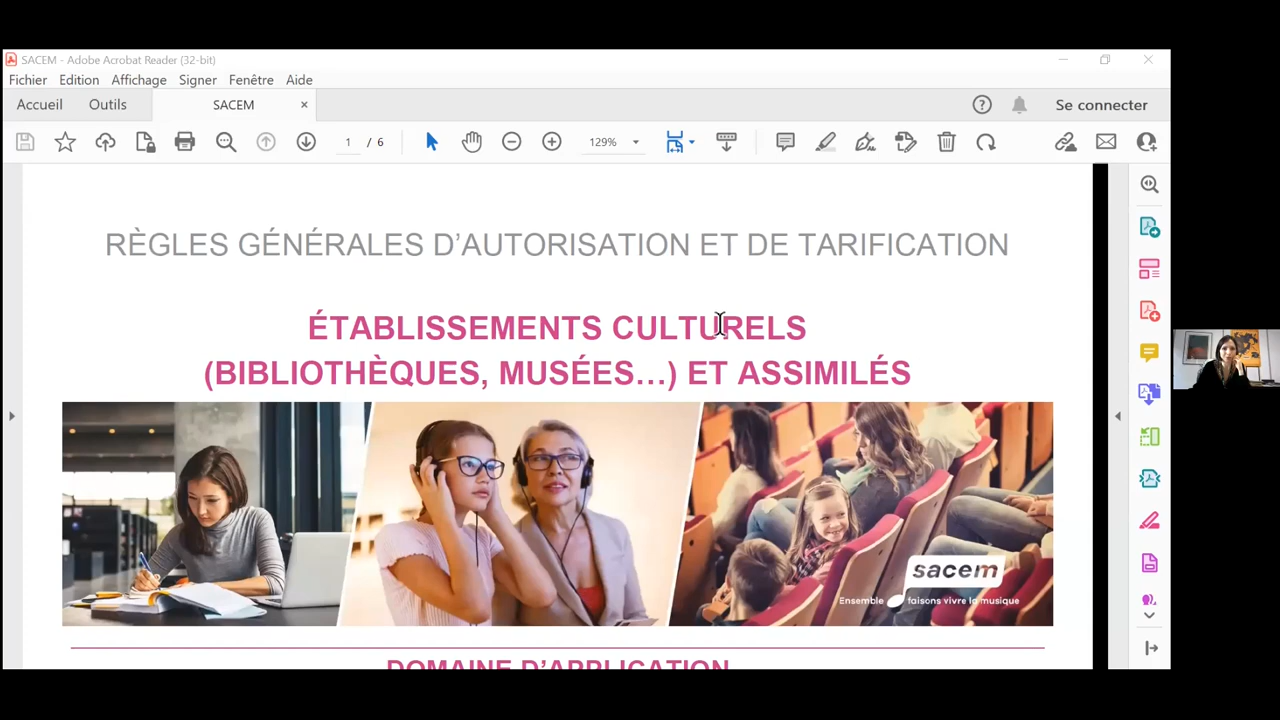 SACEM - Adobe Acrobat Reader (32-bit)
Fichier Edition Affichage Signer Fenêtre Aide
Accueil Outils SACEM × Se connecter
1 / 6 129%
RÈGLES GÉNÉRALES D'AUTORISATION ET DE TARIFICATION
ÉTABLISSEMENTS CULTURELS
(BIBLIOTHÈQUES, MUSÉES…) ET ASSIMILÉS
sacem
Ensemble faisons vivre la musique
DOMAINE D'APPLICATION